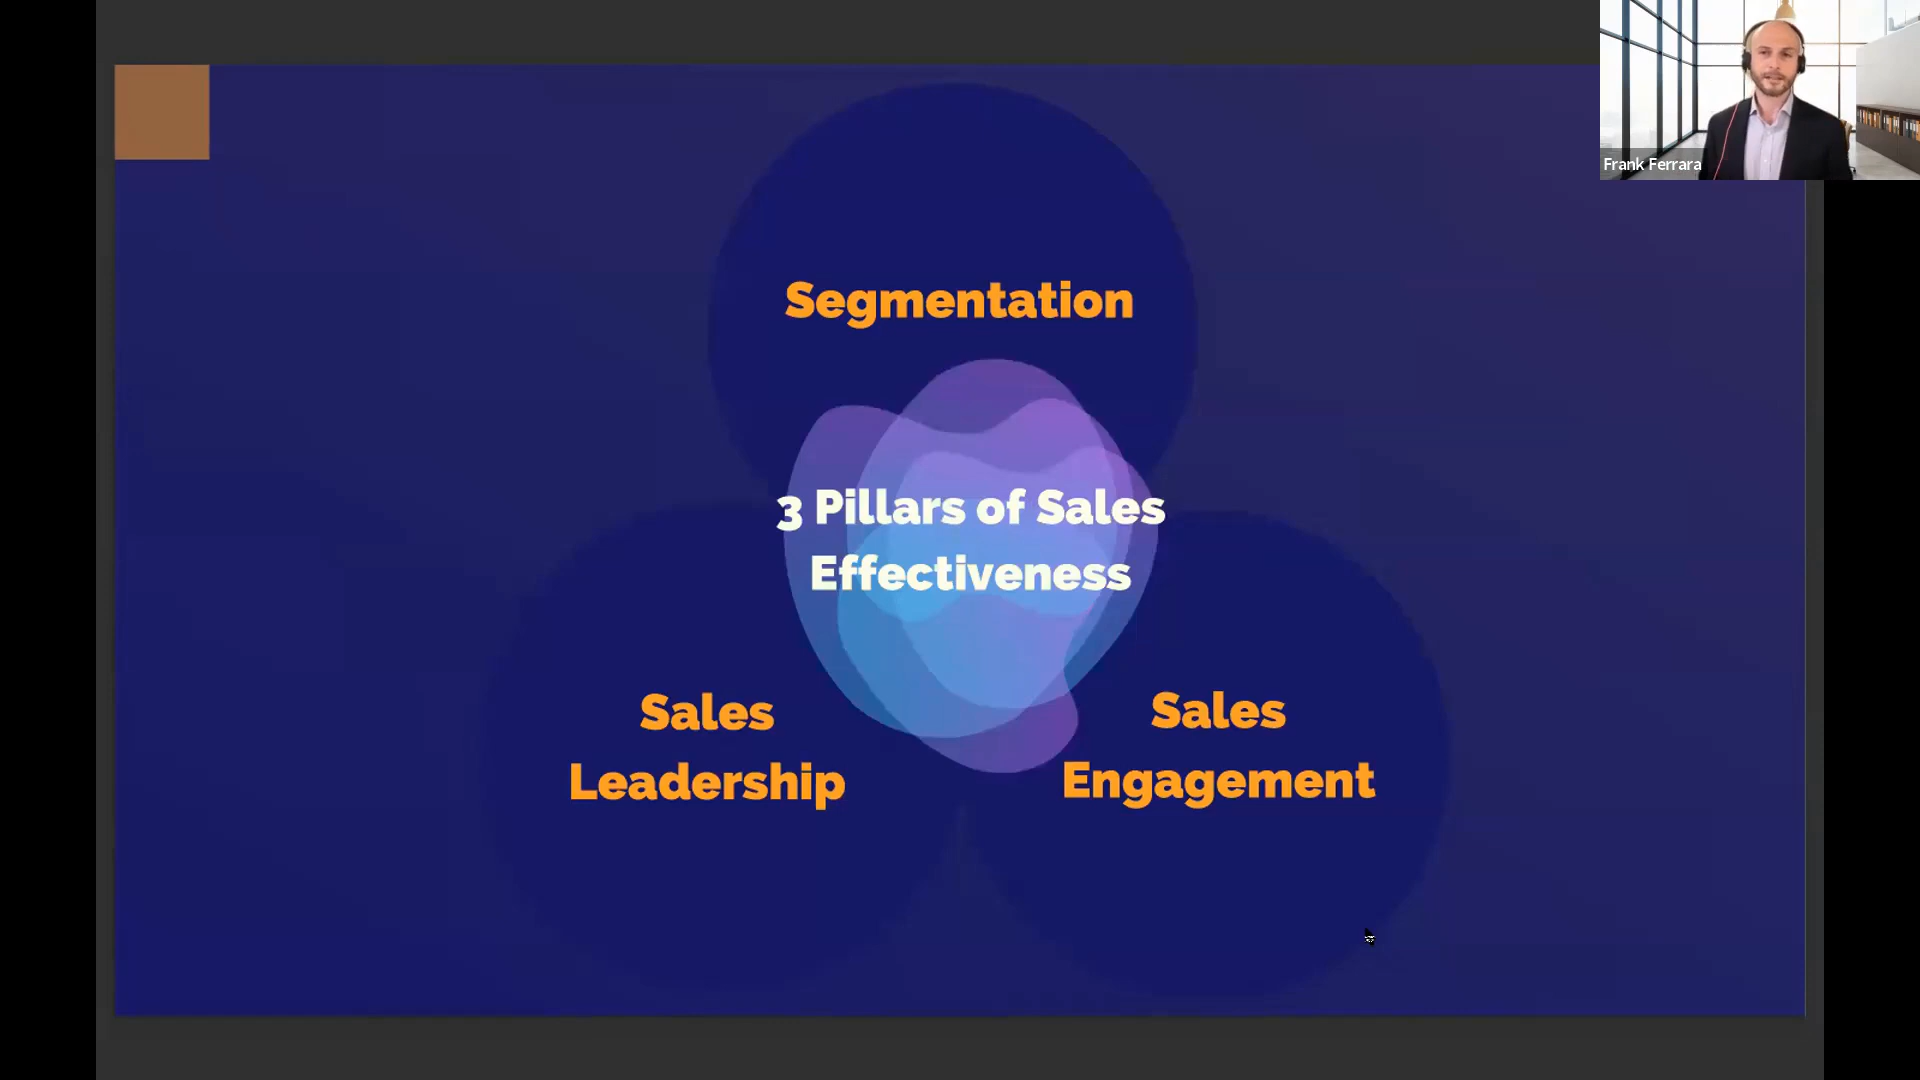 Frank Ferrara
Segmentation
3 Pillars of Sales
Effectiveness
Sales
Leadership
Sales
Engagement